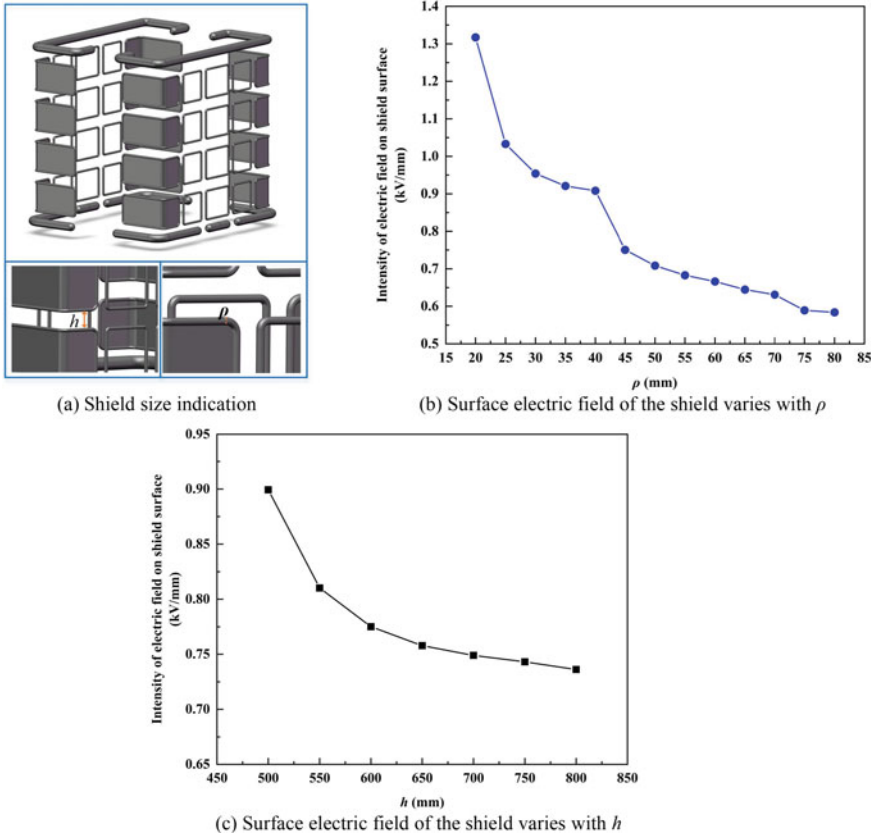 h
ρ
(a) Shield size indication
Intensity of electric field on shield surface
(kV/mm)
1.4
1.3
1.2
1.1
1.0
0.9
0.8
0.7
0.6
0.5
15 20 25 30 35 40 45 50 55 60 65 70 75 80 85
ρ (mm)
(b) Surface electric field of the shield varies with ρ
Intensity of electric field on shield surface
(kV/mm)
0.95
0.90
0.85
0.80
0.75
0.70
0.65
450 500 550 600 650 700 750 800 850
h (mm)
(c) Surface electric field of the shield varies with h